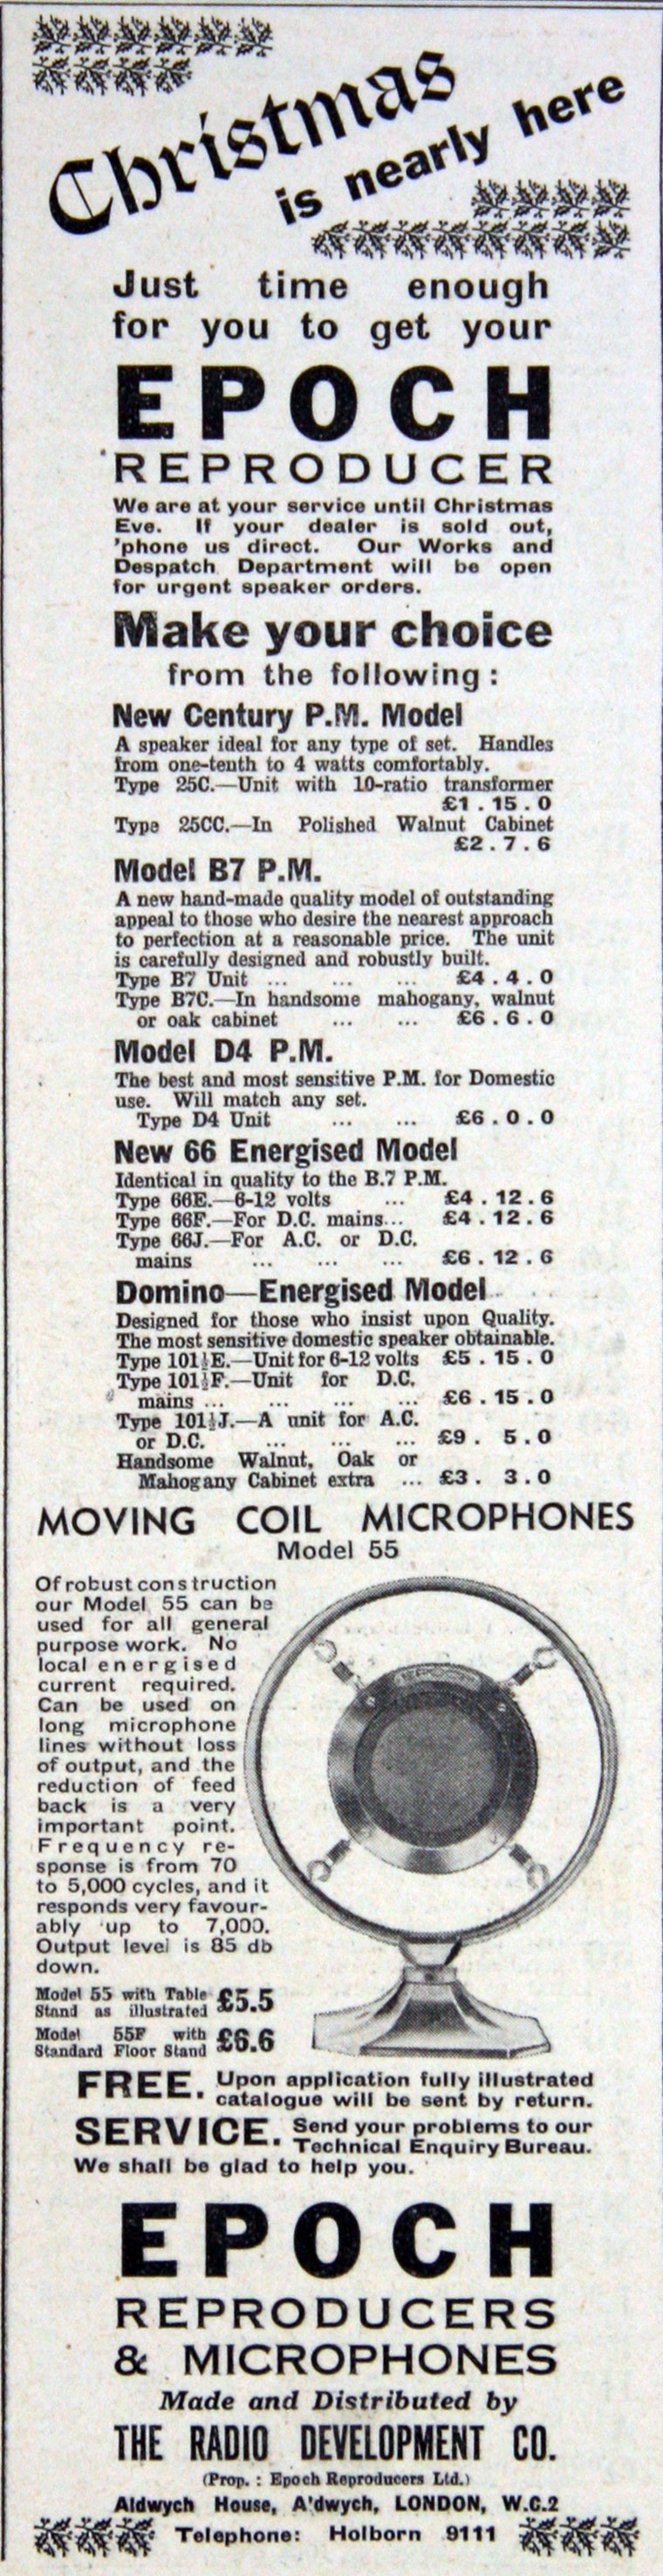 Christmas
is nearly here
Just time enough
for you to get your
EPOCH
REPRODUCER
We are at your service until Christmas
Eve. If your dealer is sold out,
'phone us direct. Our Works and
Despatch Department will be open
for urgent speaker orders.
Make your choice
from the following :
New Century P.M. Model
A speaker ideal for any type of set. Handles
from one-tenth to 4 watts comfortably.
Type 25C.—Unit with 10-ratio transformer
£1 . 15 . 0
Type 25CC.—In Polished Walnut Cabinet
£2 . 7 . 6
Model B7 P.M.
A new hand-made quality model of outstanding
appeal to those who desire the nearest approach
to perfection at a reasonable price. The unit
is carefully designed and robustly built.
Type B7 Unit ... ... ... £4 . 4 . 0
Type B7C.—In handsome mahogany, walnut
or oak cabinet ... ... £6 . 6 . 0
Model D4 P.M.
The best and most sensitive P.M. for Domestic
use. Will match any set.
Type D4 Unit ... ... £6 . 0 . 0
New 66 Energised Model
Identical in quality to the B.7 P.M.
Type 66E.—6-12 volts ... £4 . 12 . 6
Type 66F.—For D.C. mains... £4 . 12 . 6
Type 66J.—For A.C. or D.C.
mains ... ... ... £6 . 12 . 6
Domino—Energised Model
Designed for those who insist upon Quality.
The most sensitive domestic speaker obtainable.
Type 101½E.—Unit for 6-12 volts £5 . 15 . 0
Type 101½F.—Unit for D.C.
mains ... ... ... ... £6 . 15 . 0
Type 101½J.—A unit for A.C.
or D.C. ... ... ... £9 . 5 . 0
Handsome Walnut, Oak or
Mahogany Cabinet extra ... £3 . 3 . 0
MOVING COIL MICROPHONES
Model 55
Of robust construction
our Model 55 can be
used for all general
purpose work. No
local energised
current required.
Can be used on
long microphone
lines without loss
of output, and the
reduction of feed
back is a very
important point.
Frequency re-
sponse is from 70
to 5,000 cycles, and it
responds very favour-
ably up to 7,000.
Output level is 85 db
down.
Model 55 with Table
Stand as illustrated £5.5
Model 55F with
Standard Floor Stand £6.6
FREE. Upon application fully illustrated
catalogue will be sent by return.
SERVICE. Send your problems to our
Technical Enquiry Bureau.
We shall be glad to help you.
EPOCH
REPRODUCERS
& MICROPHONES
Made and Distributed by
THE RADIO DEVELOPMENT CO.
(Prop. : Epoch Reproducers Ltd.)
Aldwych House, A'dwych, LONDON, W.C.2
Telephone: Holborn 9111